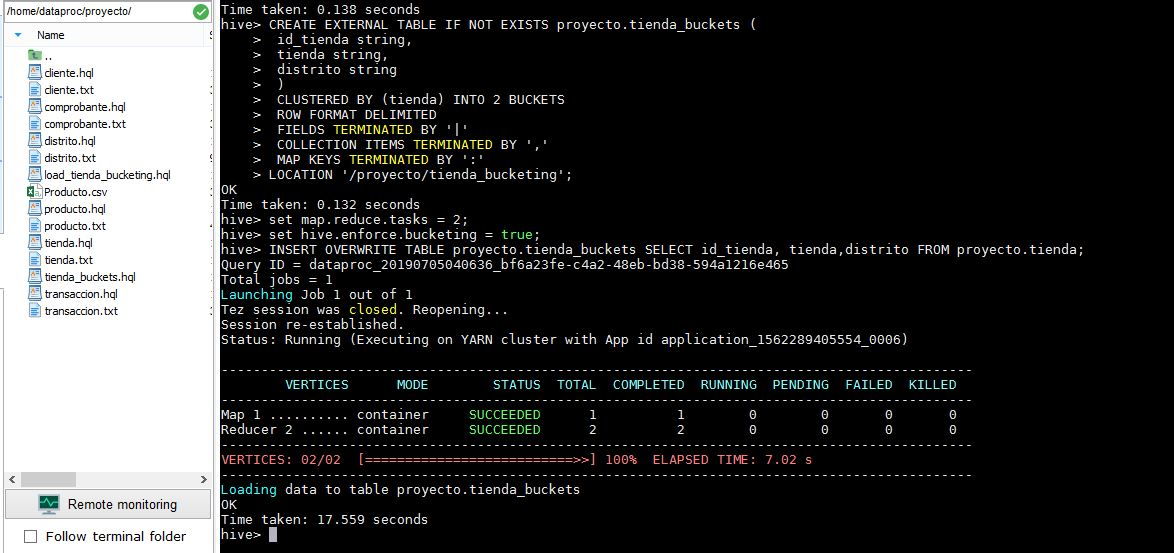 /home/dataproc/proyecto/
Name
..
cliente.hql
cliente.txt
comprobante.hql
comprobante.txt
distrito.hql
distrito.txt
load_tienda_bucketing.hql
Producto.csv
producto.hql
producto.txt
tienda.hql
tienda.txt
tienda_buckets.hql
transaccion.hql
transaccion.txt
Remote monitoring
Follow terminal folder
Time taken: 0.138 seconds
hive> CREATE EXTERNAL TABLE IF NOT EXISTS proyecto.tienda_buckets (
    >  id_tienda string,
    >  tienda string,
    >  distrito string
    >  )
    >  CLUSTERED BY (tienda) INTO 2 BUCKETS
    >  ROW FORMAT DELIMITED
    >  FIELDS TERMINATED BY '|'
    >  COLLECTION ITEMS TERMINATED BY ','
    >  MAP KEYS TERMINATED BY ':'
    > LOCATION '/proyecto/tienda_bucketing';
OK
Time taken: 0.132 seconds
hive> set map.reduce.tasks = 2;
hive> set hive.enforce.bucketing = true;
hive> INSERT OVERWRITE TABLE proyecto.tienda_buckets SELECT id_tienda, tienda,distrito FROM proyecto.tienda;
Query ID = dataproc_20190705040636_bf6a23fe-c4a2-48eb-bd38-594a1216e465
Total jobs = 1
Launching Job 1 out of 1
Tez session was closed. Reopening...
Session re-established.
Status: Running (Executing on YARN cluster with App id application_1562289405554_0006)
----------------------------------------------------------------------------------------------
        VERTICES      MODE        STATUS  TOTAL  COMPLETED  RUNNING  PENDING  FAILED  KILLED
----------------------------------------------------------------------------------------------
Map 1 .......... container     SUCCEEDED      1          1        0        0       0       0
Reducer 2 ...... container     SUCCEEDED      2          2        0        0       0       0
----------------------------------------------------------------------------------------------
VERTICES: 02/02  [==========================>>] 100%  ELAPSED TIME: 7.02 s
----------------------------------------------------------------------------------------------
Loading data to table proyecto.tienda_buckets
OK
Time taken: 17.559 seconds
hive>